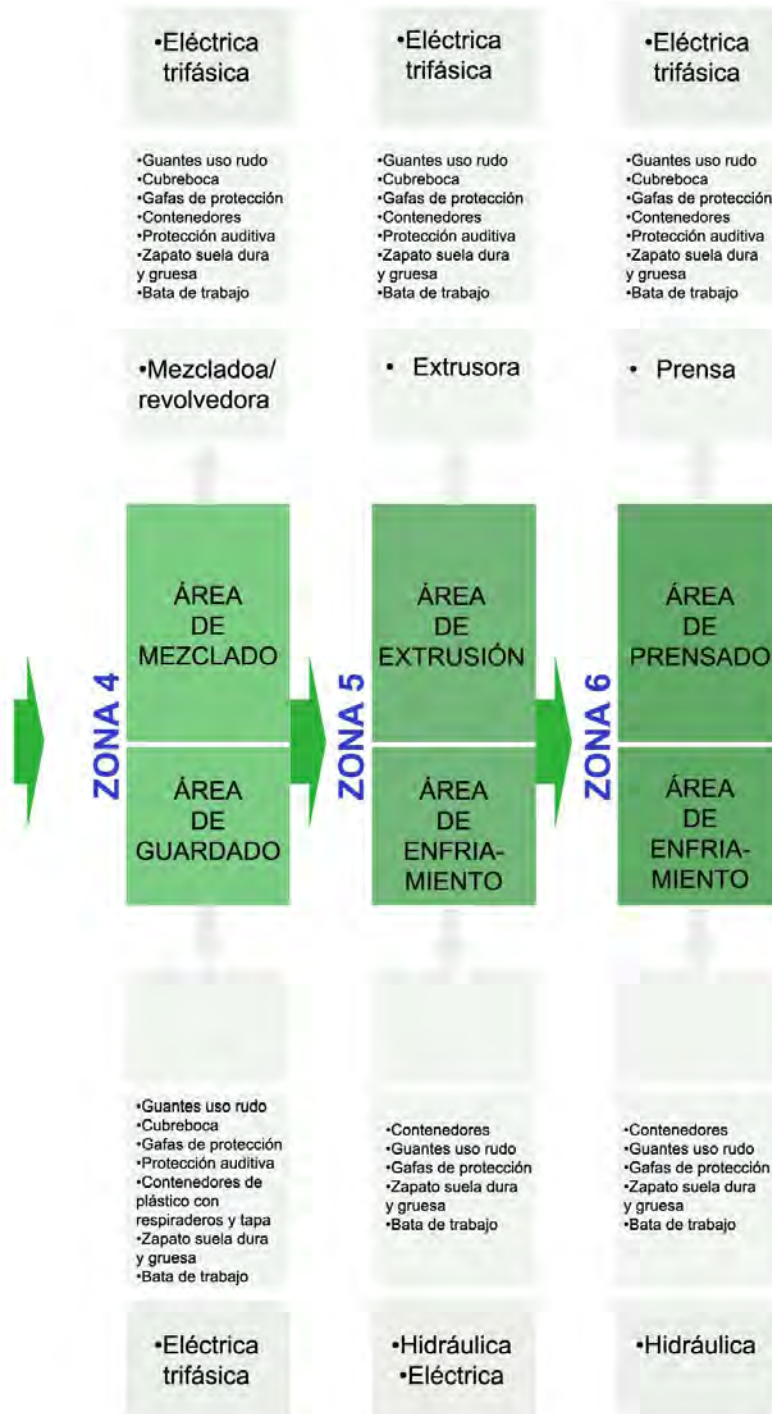 •Eléctrica
trifásica
•Eléctrica
trifásica
•Eléctrica
trifásica
•Guantes uso rudo
•Cubreboca
•Gafas de protección
•Contenedores
•Protección auditiva
•Zapato suela dura
y gruesa
•Bata de trabajo
•Guantes uso rudo
•Cubreboca
•Gafas de protección
•Contenedores
•Protección auditiva
•Zapato suela dura
y gruesa
•Bata de trabajo
•Guantes uso rudo
•Cubreboca
•Gafas de protección
•Contenedores
•Protección auditiva
•Zapato suela dura
y gruesa
•Bata de trabajo
•Mezcladoa/
revolvedora
• Extrusora
• Prensa
ZONA 4
ÁREA
DE
MEZCLADO
ÁREA
DE
GUARDADO
ZONA 5
ÁREA
DE
EXTRUSIÓN
ÁREA
DE
ENFRIA-
MIENTO
ZONA 6
ÁREA
DE
PRENSADO
ÁREA
DE
ENFRIA-
MIENTO
•Guantes uso rudo
•Cubreboca
•Gafas de protección
•Protección auditiva
•Contenedores de
plástico con
respiraderos y tapa
•Zapato suela dura
y gruesa
•Bata de trabajo
•Contenedores
•Guantes uso rudo
•Gafas de protección
•Zapato suela dura
y gruesa
•Bata de trabajo
•Contenedores
•Guantes uso rudo
•Gafas de protección
•Zapato suela dura
y gruesa
•Bata de trabajo
•Eléctrica
trifásica
•Hidráulica
•Eléctrica
•Hidráulica